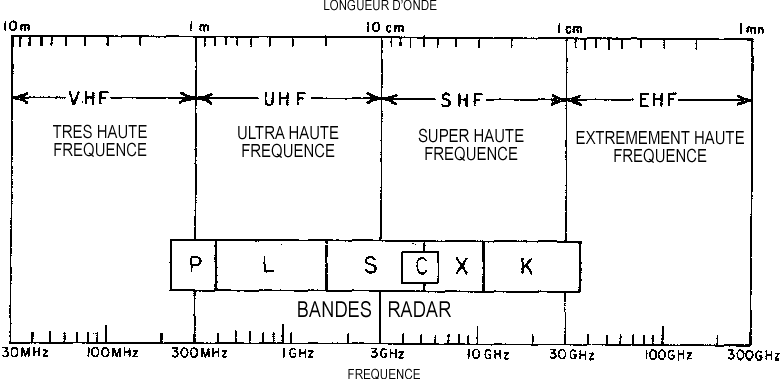 LONGUEUR D'ONDE
10m 1 m 10 cm 1 cm 1 mn
VHF UHF SHF EHF
TRES HAUTE FREQUENCE
ULTRA HAUTE FREQUENCE
SUPER HAUTE FREQUENCE
EXTREMEMENT HAUTE FREQUENCE
P L S C X K
BANDES RADAR
30MHz 100MHz 300MHz 1GHz 3GHz 10GHz 30GHz 100GHz 300GHz
FREQUENCE